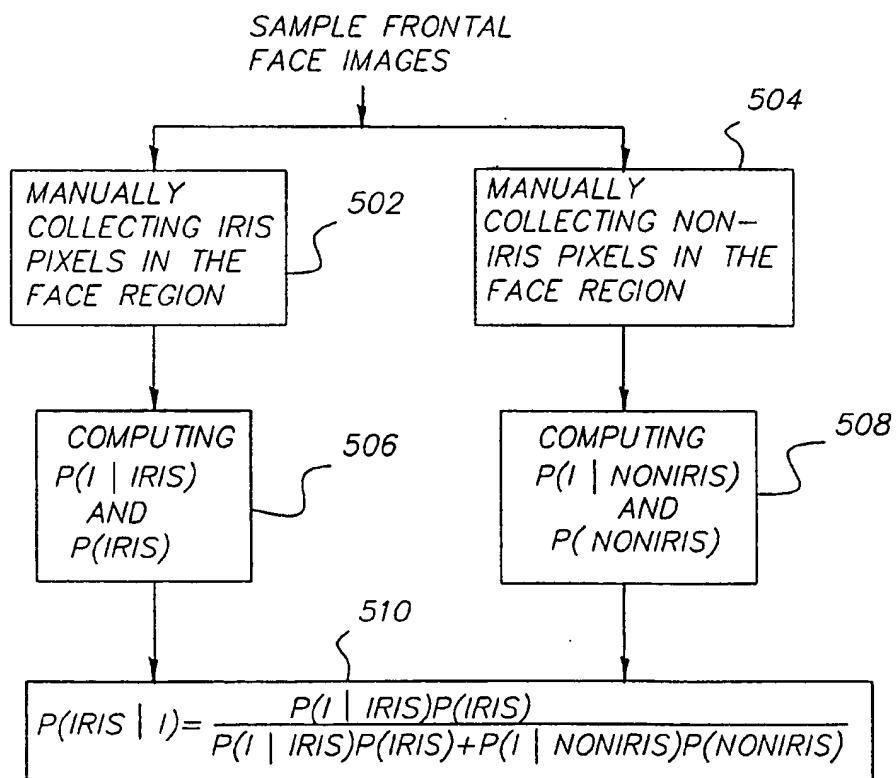 SAMPLE FRONTAL
FACE IMAGES
504
MANUALLY
COLLECTING IRIS
PIXELS IN THE
FACE REGION
502
MANUALLY
COLLECTING NON-
IRIS PIXELS IN THE
FACE REGION
COMPUTING
P(I | IRIS)
AND
P(IRIS)
506
COMPUTING
P(I | NONIRIS)
AND
P(NONIRIS)
508
510
P(IRIS | I)= P(I | IRIS)P(IRIS)
P(I | IRIS)P(IRIS)+P(I | NONIRIS)P(NONIRIS)